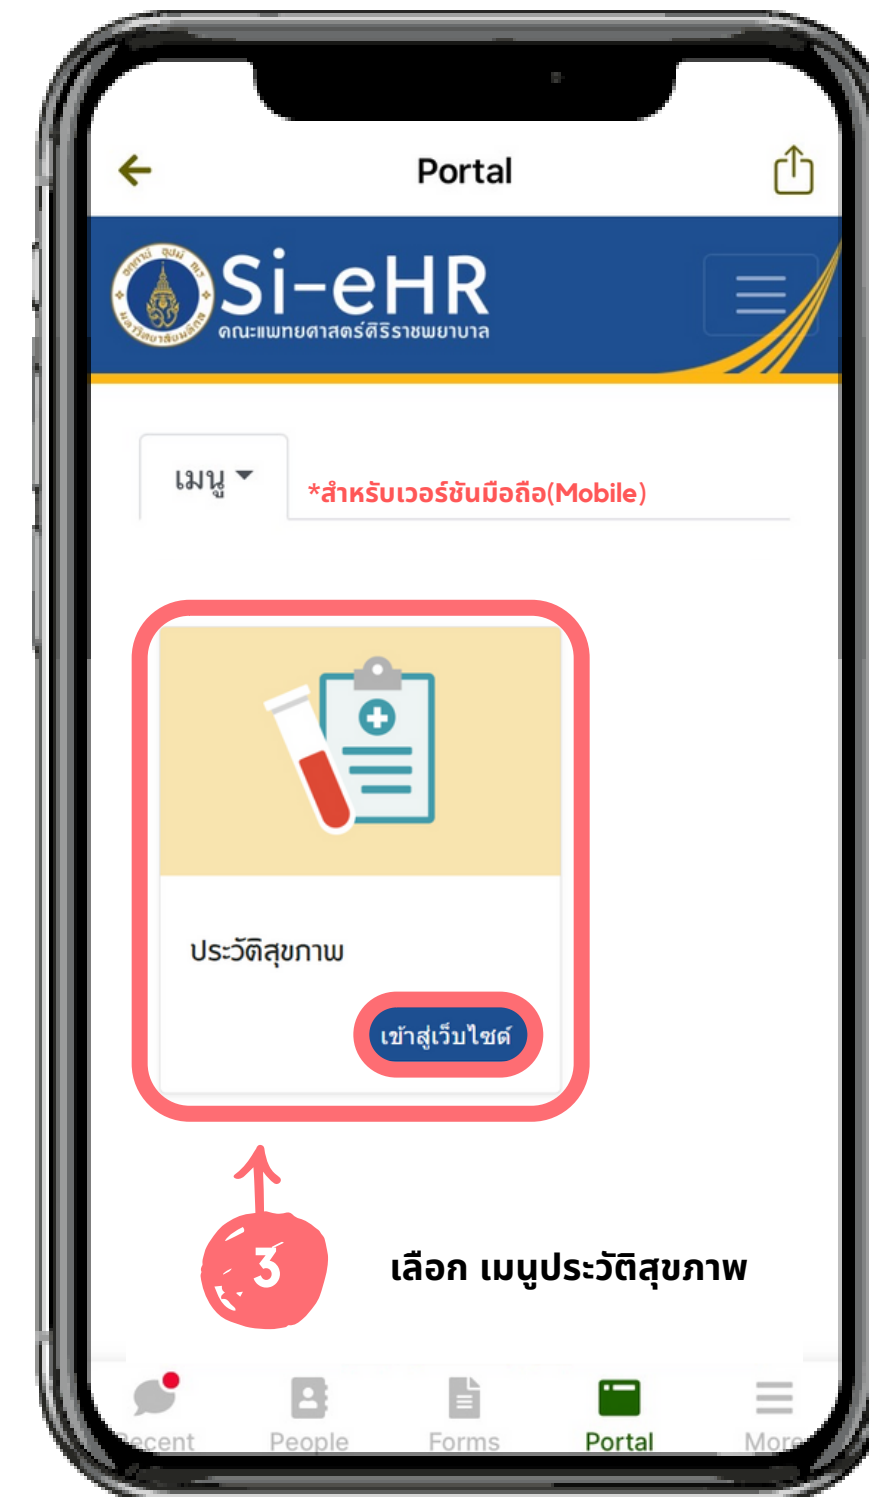 Portal
Si-eHR
คณะแพทยศาสตร์ศิริราชพยาบาล
เมนู
*สำหรับเวอร์ชันมือถือ(Mobile)
ประวัติสุขภาพ
เข้าสู่เว็บไซต์
3
เลือก เมนูประวัติสุขภาพ
Recent People Forms Portal More